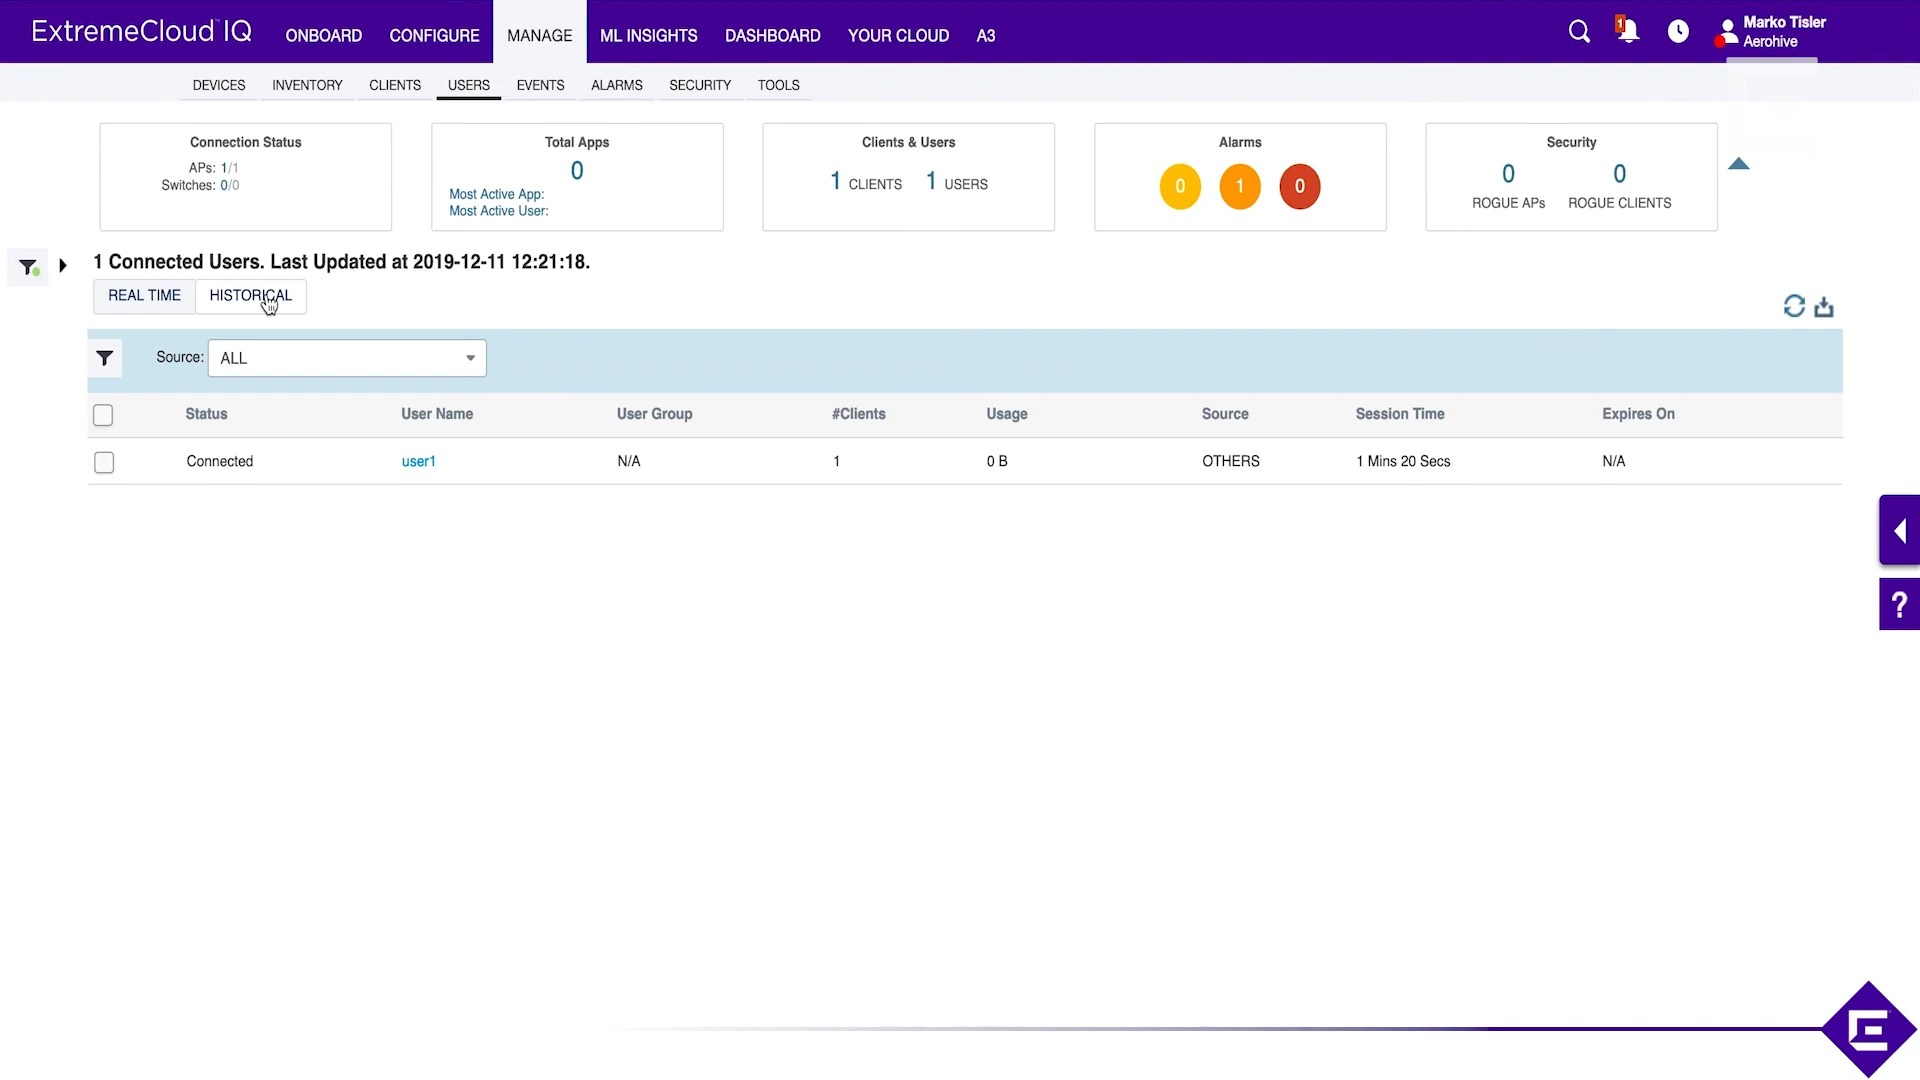 ExtremeCloud™ IQ
ONBOARD CONFIGURE MANAGE ML INSIGHTS DASHBOARD YOUR CLOUD A3
1
Marko Tisler
Aerohive
DEVICES INVENTORY CLIENTS USERS EVENTS ALARMS SECURITY TOOLS
Connection Status
APs: 1/1
Switches: 0/0
Total Apps
0
Most Active App:
Most Active User:
Clients & Users
1 CLIENTS 1 USERS
Alarms
0 1 0
Security
0 0
ROGUE APs ROGUE CLIENTS
1 Connected Users. Last Updated at 2019-12-11 12:21:18.
REAL TIME HISTORICAL
Source: ALL
Status User Name User Group #Clients Usage Source Session Time Expires On
Connected user1 N/A 1 0 B OTHERS 1 Mins 20 Secs N/A
?
E